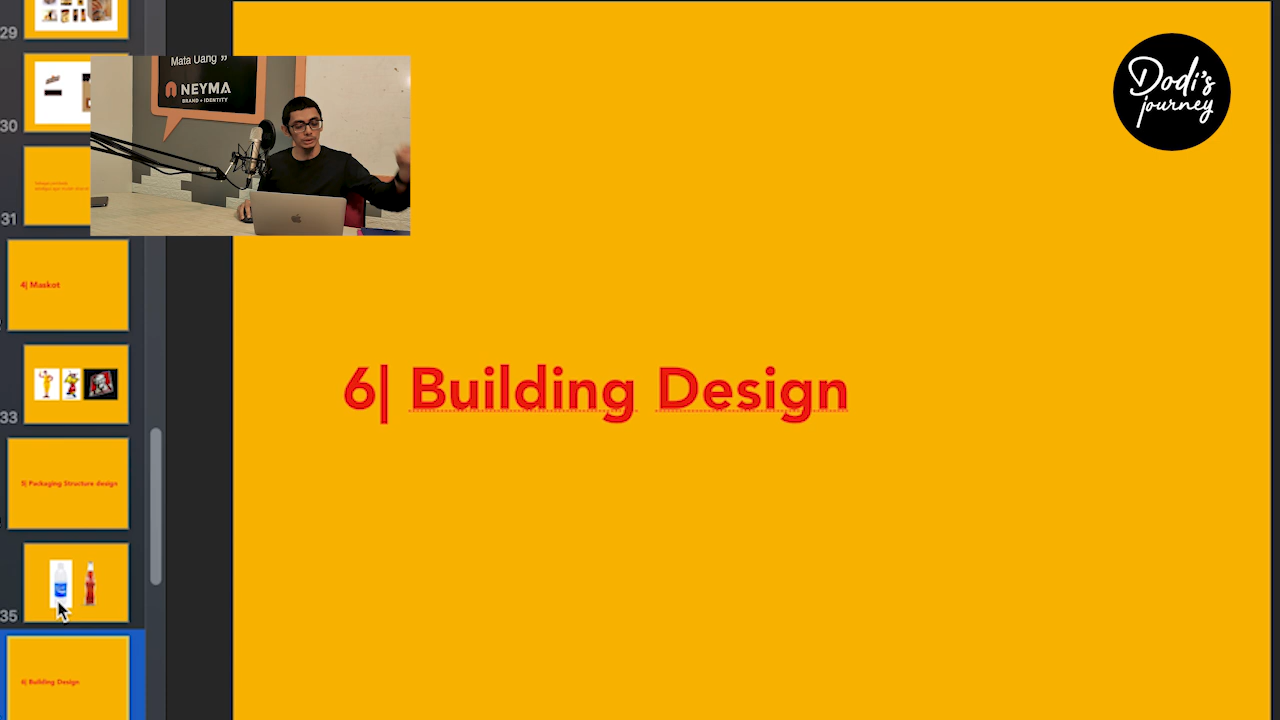 29
30
31
4| Maskot
33
5| Packaging Structure design
35
6| Building Design
Mata Uang ”
NEYMA
BRAND + IDENTITY
6| Building Design
Dodi's
journey